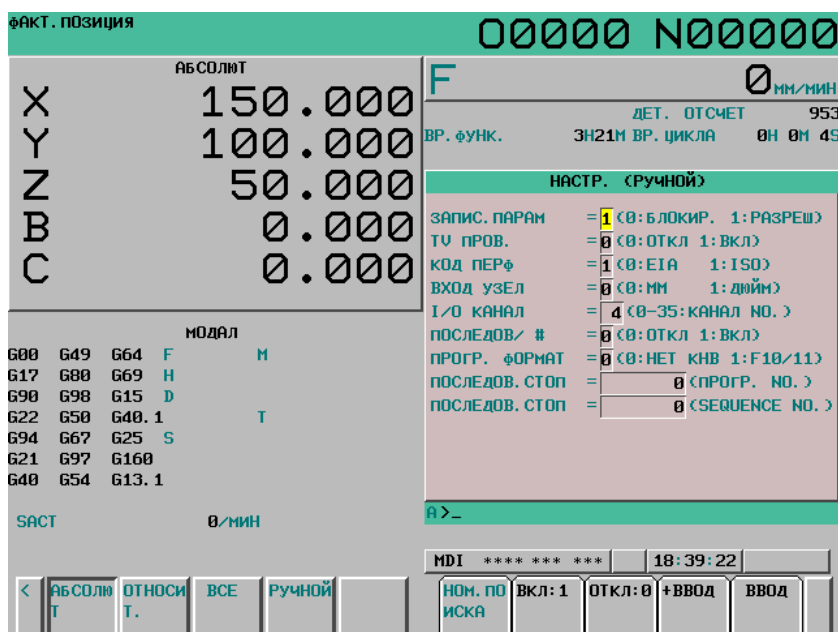 ФАКТ.ПОЗИЦИЯ
O0000 N00000
АБСОЛЮТ
X 150.000
Y 100.000
Z 50.000
B 0.000
C 0.000
F 0 ММ/МИН
ДЕТ. ОТСЧЕТ 953
ВР.ФУНК. 3H21M ВР.ЦИКЛА 0H 0M 4S
МОДАЛ
G00 G49 G64 F M
G17 G80 G69 H
G90 G98 G15 D
G22 G50 G40.1 T
G94 G67 G25 S
G21 G97 G160
G40 G54 G13.1
SACT 0/МИН
НАСТР. (РУЧНОЙ)
ЗАПИС.ПАРАМ =1(0:БЛОКИР. 1:РАЗРЕШ)
TV ПРОВ. =0(0:ОТКЛ 1:ВКЛ)
КОД ПЕРФ =1(0:EIA 1:ISO)
ВХОД УЗЕЛ =0(0:ММ 1:ДЮЙМ)
I/O КАНАЛ = 4(0-35:КАНАЛ NO.)
ПОСЛЕДОВ/ # =0(0:ОТКЛ 1:ВКЛ)
ПРОГР. ФОРМАТ =0(0:НЕТ КНВ 1:F10/11)
ПОСЛЕДОВ.СТОП = 0(ПРОГР. NO.)
ПОСЛЕДОВ.СТОП = 0(SEQUENCE NO.)
A>_
MDI **** *** *** 18:39:22
< АБСОЛЮ
Т
ОТНОСИ
Т.
ВСЕ
РУЧНОЙ
НОМ.ПО
ИСКА
ВКЛ:1
ОТКЛ:0
+ВВОД
ВВОД